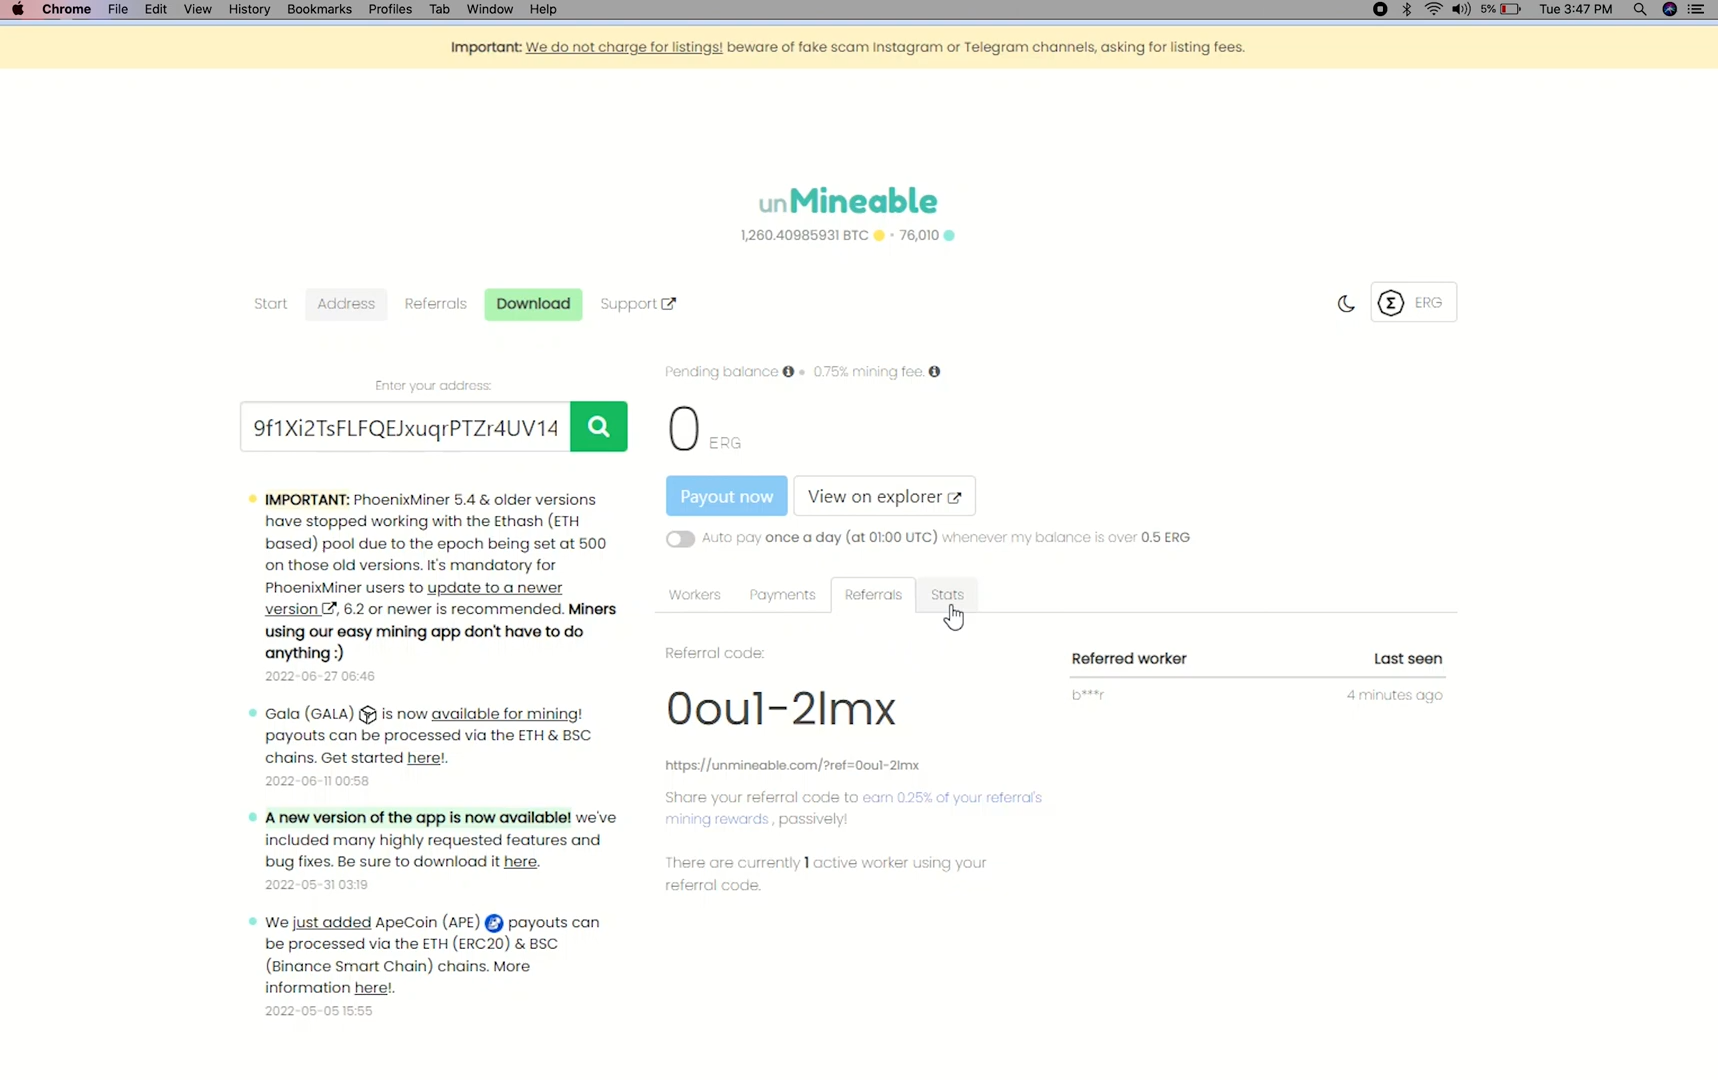 Chrome File Edit View History Bookmarks Profiles Tab Window Help 5% Tue 3:47 PM
Important: We do not charge for listings! beware of fake scam Instagram or Telegram channels, asking for listing fees.
unMineable
1,260.40985931 BTC • 76,010
Start Address Referrals Download Support ERG
Enter your address:
9f1Xi2TsFLFQEJxuqrPTZr4UV14
IMPORTANT: PhoenixMiner 5.4 & older versions
have stopped working with the Ethash (ETH
based) pool due to the epoch being set at 500
on those old versions. It's mandatory for
PhoenixMiner users to update to a newer
version, 6.2 or newer is recommended. Miners
using our easy mining app don't have to do
anything :)
2022-06-27 06:46
Gala (GALA) is now available for mining!
payouts can be processed via the ETH & BSC
chains. Get started here!.
2022-06-11 00:58
A new version of the app is now available! we've
included many highly requested features and
bug fixes. Be sure to download it here.
2022-05-31 03:19
We just added ApeCoin (APE) payouts can
be processed via the ETH (ERC20) & BSC
(Binance Smart Chain) chains. More
information here!.
2022-05-05 15:55
Pending balance • 0.75% mining fee.
0 ERG
Payout now View on explorer
Auto pay once a day (at 01:00 UTC) whenever my balance is over 0.5 ERG
Workers Payments Referrals Stats
Referral code:
0ou1-2lmx
https://unmineable.com/?ref=0ou1-2lmx
Share your referral code to earn 0.25% of your referral's
mining rewards , passively!
There are currently 1 active worker using your
referral code.
Referred worker Last seen
b***r 4 minutes ago